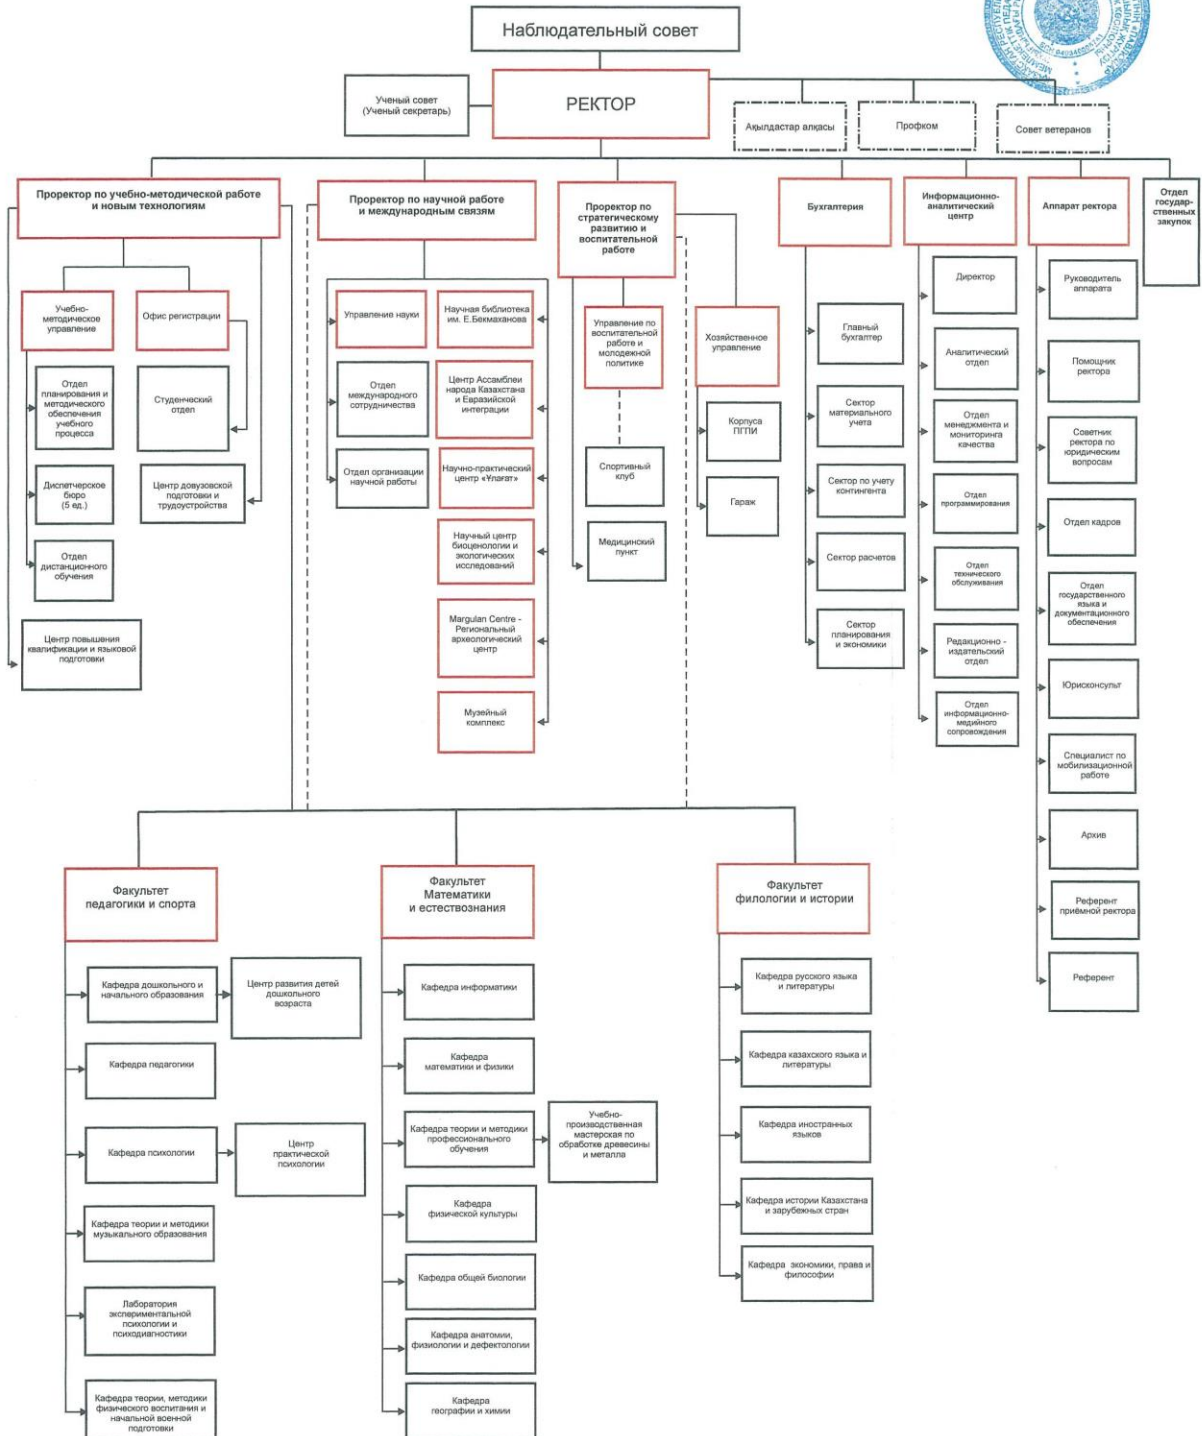 Наблюдательный совет
Ученый совет
(Ученый секретарь)
РЕКТОР
Ақылдастар алқасы
Профком
Совет ветеранов
Проректор по учебно-методической работе
и новым технологиям
Проректор по научной работе
и международным связям
Проректор по
стратегическому
развитию и
воспитательной
работе
Бухгалтерия
Информационно-
аналитический
центр
Аппарат ректора
Отдел
государ-
ственных
закупок
Учебно-
методическое
управление
Офис регистрации
Отдел
планирования и
методического
обеспечения
учебного
процесса
Студенческий
отдел
Диспетчерское
бюро
(5 ед.)
Центр довузовской
подготовки и
трудоустройства
Отдел
дистанционного
обучения
Центр повышения
квалификации и языковой
подготовки
Управление науки
Научная библиотека
им. Е.Бекмаханова
Отдел
международного
сотрудничества
Центр Ассамблеи
народа Казахстана
и Евразийской
интеграции
Отдел организации
научной работы
Научно-практический
центр «Ұлағат»
Научный центр
биоценологии и
экологических
исследований
Margulan Centre -
Региональный
археологический
центр
Музейный
комплекс
Управление по
воспитательной
работе и
молодежной
политике
Хозяйственное
управление
Спортивный
клуб
Корпуса
ПГПИ
Медицинский
пункт
Гараж
Главный
бухгалтер
Сектор
материального
учета
Сектор по учету
контингента
Сектор расчетов
Сектор
планирования
и экономики
Директор
Аналитический
отдел
Отдел
менеджмента и
мониторинга
качества
Отдел
программирования
Отдел
технического
обслуживания
Редакционно -
издательский
отдел
Отдел
информационно-
медийного
сопровождения
Руководитель
аппарата
Помощник
ректора
Советник
ректора по
юридическим
вопросам
Отдел кадров
Отдел
государственного
языка и
документационного
обеспечения
Юрисконсульт
Специалист по
мобилизационной
работе
Архив
Референт
приёмной ректора
Референт
Факультет
педагогики и спорта
Факультет
Математики
и естествознания
Факультет
филологии и истории
Кафедра дошкольного и
начального образования
Центр развития детей
дошкольного
возраста
Кафедра педагогики
Кафедра психологии
Центр
практической
психологии
Кафедра теории и методики
музыкального образования
Лаборатория
экспериментальной
психологии и
психодиагностики
Кафедра теории, методики
физического воспитания и
начальной военной
подготовки
Кафедра информатики
Кафедра
математики и физики
Кафедра теории и методики
профессионального
обучения
Учебно-
производственная
мастерская по
обработке древесины
и металла
Кафедра
физической культуры
Кафедра общей биологии
Кафедра анатомии,
физиологии и дефектологии
Кафедра
географии и химии
Кафедра русского языка
и литературы
Кафедра казахского языка и
литературы
Кафедра иностранных
языков
Кафедра истории Казахстана
и зарубежных стран
Кафедра экономики, права и
философии